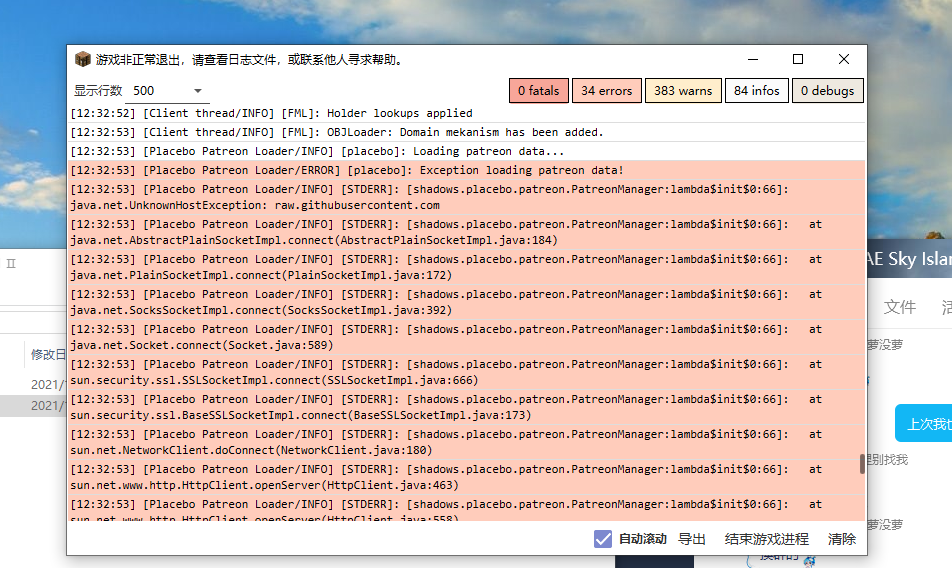 游戏非正常退出，请查看日志文件，或联系他人寻求帮助。
显示行数 500
0 fatals 34 errors 383 warns 84 infos 0 debugs
[12:32:52] [Client thread/INFO] [FML]: Holder lookups applied
[12:32:53] [Client thread/INFO] [FML]: OBJLoader: Domain mekanism has been added.
[12:32:53] [Placebo Patreon Loader/INFO] [placebo]: Loading patreon data...
[12:32:53] [Placebo Patreon Loader/ERROR] [placebo]: Exception loading patreon data!
[12:32:53] [Placebo Patreon Loader/INFO] [STDERR]: [shadows.placebo.patreon.PatreonManager:lambda$init$0:66]:
java.net.UnknownHostException: raw.githubusercontent.com
[12:32:53] [Placebo Patreon Loader/INFO] [STDERR]: [shadows.placebo.patreon.PatreonManager:lambda$init$0:66]: at
java.net.AbstractPlainSocketImpl.connect(AbstractPlainSocketImpl.java:184)
[12:32:53] [Placebo Patreon Loader/INFO] [STDERR]: [shadows.placebo.patreon.PatreonManager:lambda$init$0:66]: at
java.net.PlainSocketImpl.connect(PlainSocketImpl.java:172)
[12:32:53] [Placebo Patreon Loader/INFO] [STDERR]: [shadows.placebo.patreon.PatreonManager:lambda$init$0:66]: at
java.net.SocksSocketImpl.connect(SocksSocketImpl.java:392)
[12:32:53] [Placebo Patreon Loader/INFO] [STDERR]: [shadows.placebo.patreon.PatreonManager:lambda$init$0:66]: at
java.net.Socket.connect(Socket.java:589)
[12:32:53] [Placebo Patreon Loader/INFO] [STDERR]: [shadows.placebo.patreon.PatreonManager:lambda$init$0:66]: at
sun.security.ssl.SSLSocketImpl.connect(SSLSocketImpl.java:666)
[12:32:53] [Placebo Patreon Loader/INFO] [STDERR]: [shadows.placebo.patreon.PatreonManager:lambda$init$0:66]: at
sun.security.ssl.BaseSSLSocketImpl.connect(BaseSSLSocketImpl.java:173)
[12:32:53] [Placebo Patreon Loader/INFO] [STDERR]: [shadows.placebo.patreon.PatreonManager:lambda$init$0:66]: at
sun.net.NetworkClient.doConnect(NetworkClient.java:180)
[12:32:53] [Placebo Patreon Loader/INFO] [STDERR]: [shadows.placebo.patreon.PatreonManager:lambda$init$0:66]: at
sun.net.www.http.HttpClient.openServer(HttpClient.java:463)
[12:32:53] [Placebo Patreon Loader/INFO] [STDERR]: [shadows.placebo.patreon.PatreonManager:lambda$init$0:66]: at
sun.net.www.http.HttpClient.openServer(HttpClient.java:558)
自动滚动 导出 结束游戏进程 清除
修改日
2021/
2021/
AE Sky Islan
文件 活
萝没萝
上次我也
理别找我
萝没萝
换群的